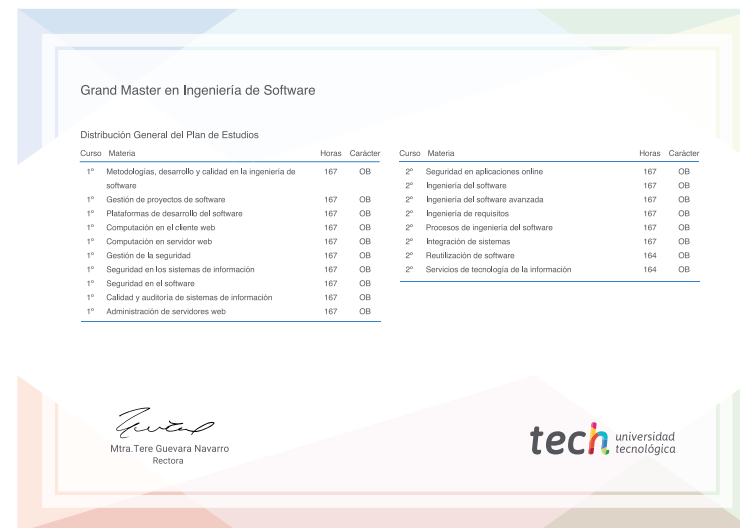 Grand Master en Ingeniería de Software
Distribución General del Plan de Estudios
Curso Materia Horas Carácter
1º Metodologías, desarrollo y calidad en la ingeniería de 167 OB
software
1º Gestión de proyectos de software 167 OB
1º Plataformas de desarrollo del software 167 OB
1º Computación en el cliente web 167 OB
1º Computación en servidor web 167 OB
1º Gestión de la seguridad 167 OB
1º Seguridad en los sistemas de información 167 OB
1º Seguridad en el software 167 OB
1º Calidad y auditoría de sistemas de información 167 OB
1º Administración de servidores web 167 OB
Curso Materia Horas Carácter
2º Seguridad en aplicaciones online 167 OB
2º Ingeniería del software 167 OB
2º Ingeniería del software avanzada 167 OB
2º Ingeniería de requisitos 167 OB
2º Procesos de ingeniería del software 167 OB
2º Integración de sistemas 167 OB
2º Reutilización de software 164 OB
2º Servicios de tecnología de la información 164 OB
Mtra.Tere Guevara Navarro
Rectora
tech universidad
tecnológica